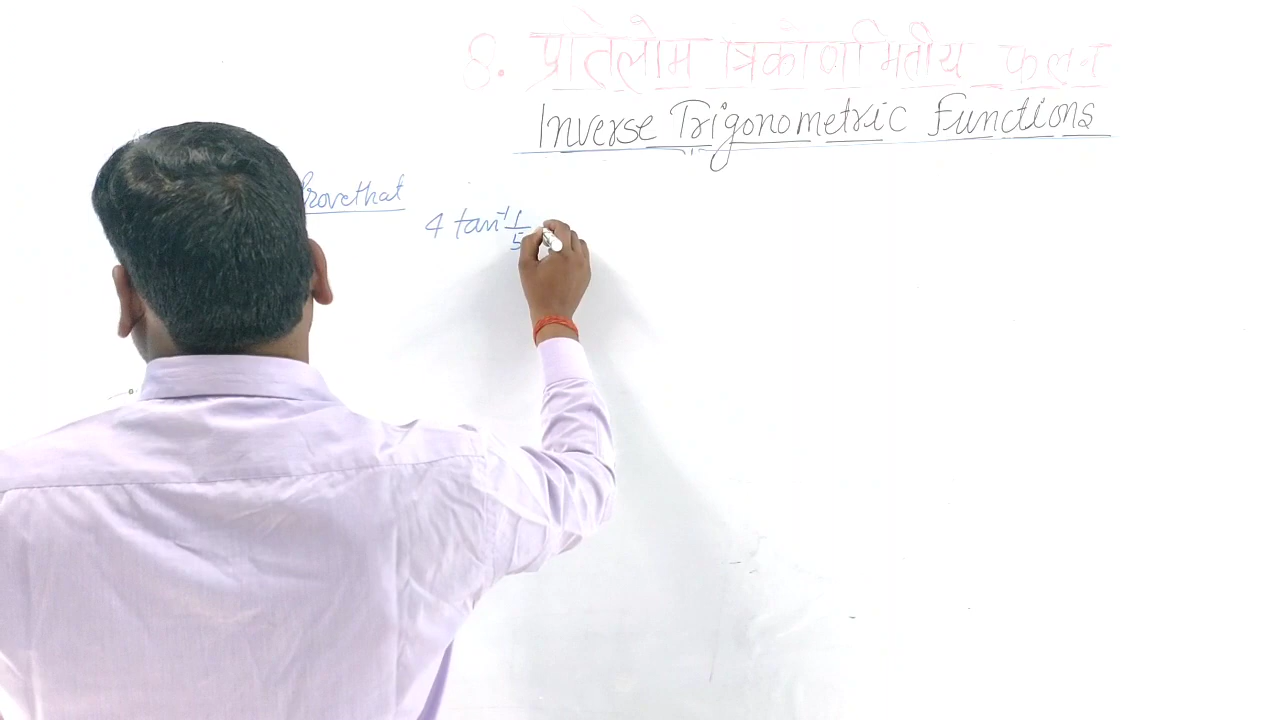 8. प्रतिलोम त्रिकोणमितीय फलन
Inverse Trigonometric Functions
Prove that
4 tan⁻¹ 1/5